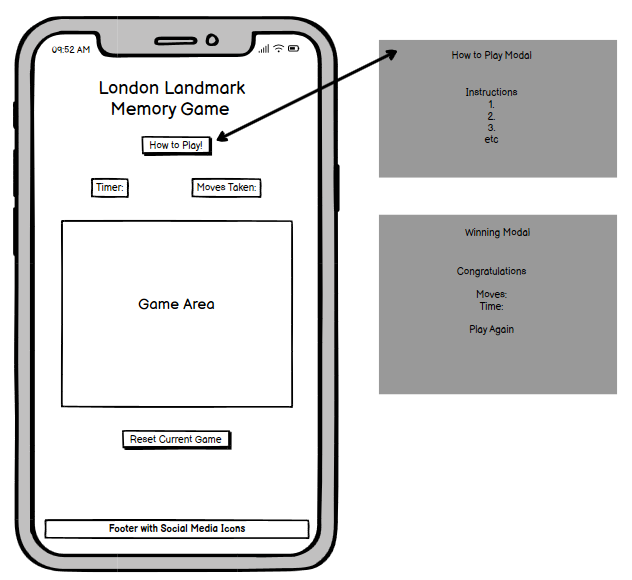 09:52 AM
London Landmark
Memory Game
How to Play!
Timer:
Moves Taken:
Game Area
Reset Current Game
Footer with Social Media Icons
How to Play Modal
Instructions
1.
2.
3.
etc
Winning Modal
Congratulations
Moves:
Time:
Play Again